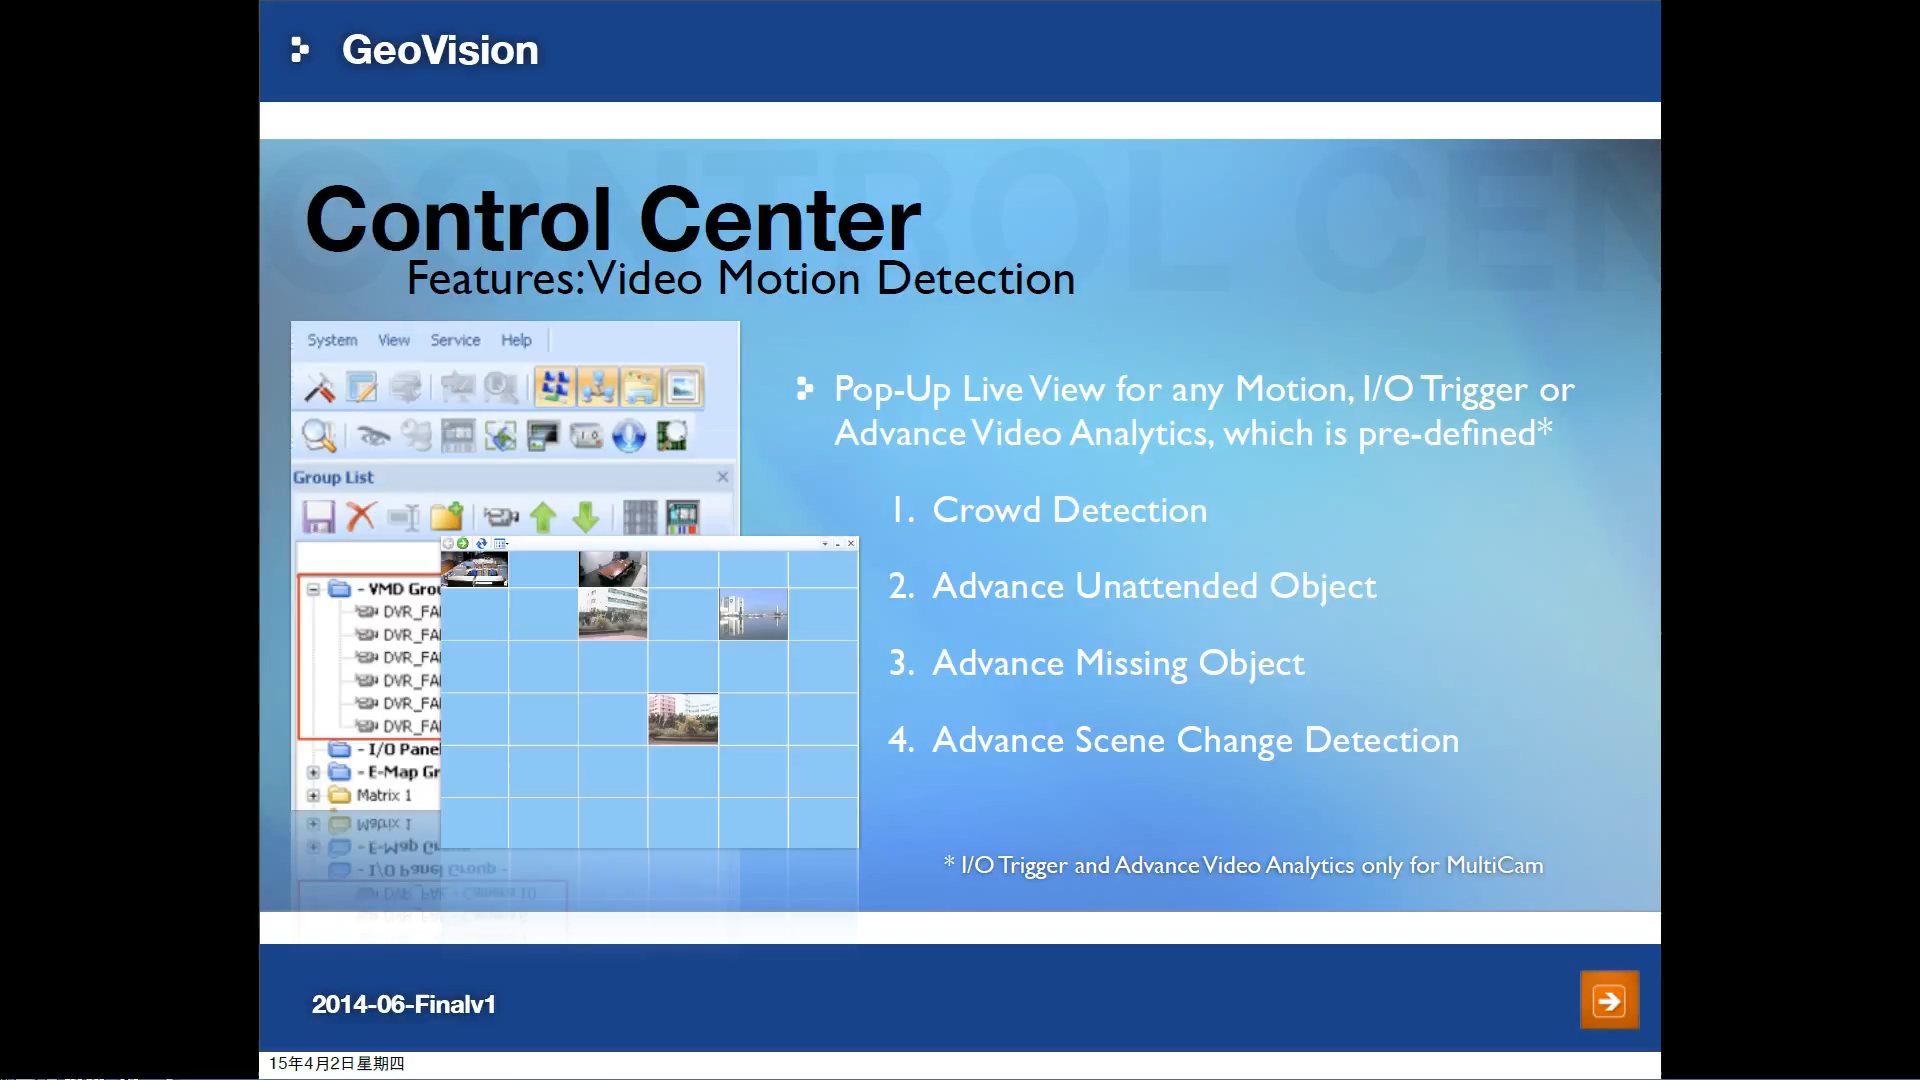 GeoVision
Control Center
Features: Video Motion Detection
System View Service Help
Group List
- VMD Grou
DVR_FA
DVR_FA
DVR_FA
DVR_FA
DVR_FA
DVR_FA
- I/O Pane
- E-Map Gr
Matrix 1
Pop-Up Live View for any Motion, I/O Trigger or
Advance Video Analytics, which is pre-defined*
1. Crowd Detection
2. Advance Unattended Object
3. Advance Missing Object
4. Advance Scene Change Detection
* I/O Trigger and Advance Video Analytics only for MultiCam
2014-06-Finalv1
15年4月2日星期四